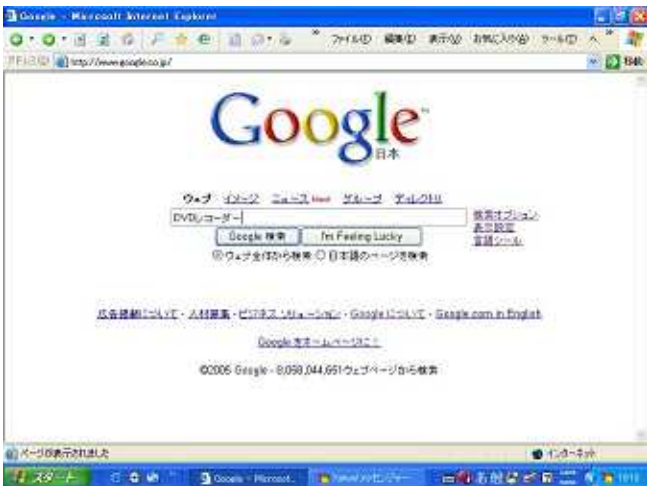 Google - Microsoft Internet Explorer
ファイル(F) 編集(E) 表示(V) お気に入り(A) ツール(T) ヘ
http://www.google.co.jp/ 移動
Google™
日本
ウェブ イメージ ニュース New! グループ ディレクトリ
DVDレコーダー
検索オプション
表示設定
言語ツール
Google 検索 I'm Feeling Lucky
ウェブ全体から検索 日本語のページを検索
広告掲載について - 人材募集 - ビジネス ソリューション - Google について - Google.com in English
Google をホームページに!
©2005 Google - 8,058,044,651 ウェブページから検索
ページが表示されました
インターネット
スタート Google - Microsoft...